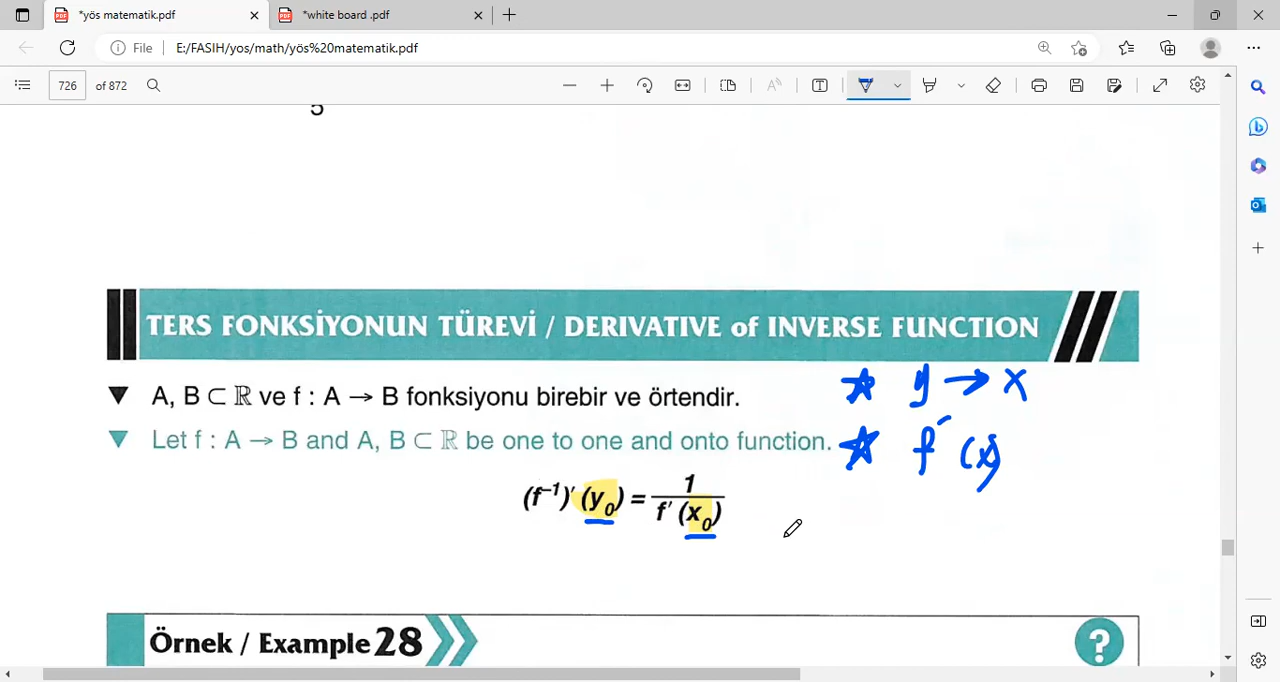 *yös matematik.pdf
*white board .pdf
File E:/FASIH/yos/math/yös%20matematik.pdf
726 of 872
5
TERS FONKSİYONUN TÜREVİ / DERIVATIVE of INVERSE FUNCTION
▼ A, B ⊂ ℝ ve f : A → B fonksiyonu birebir ve örtendir. ★ y → x
▼ Let f : A → B and A, B ⊂ ℝ be one to one and onto function. ★ f′(x)
(f⁻¹)′ (y₀) = 1 / f′ (x₀)
Örnek / Example 28 ?